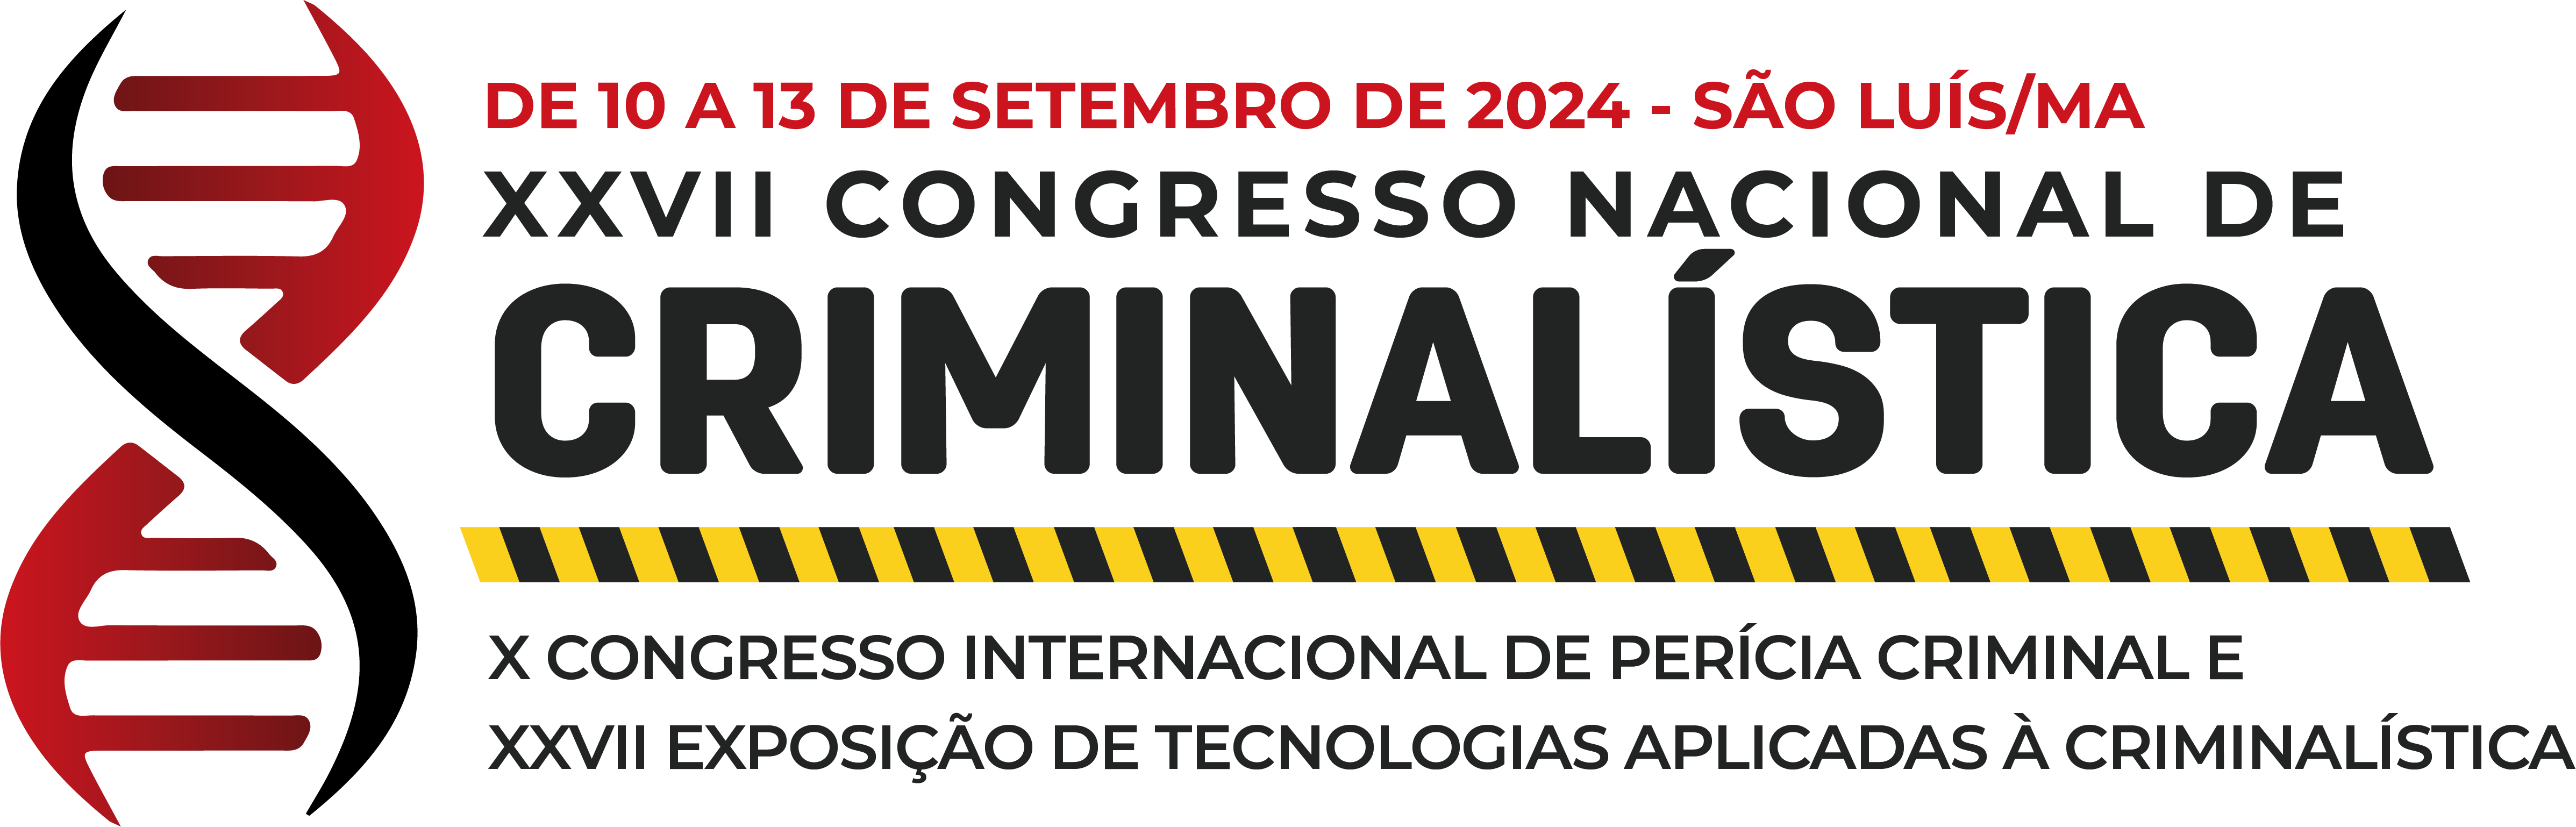 DE 10 A 13 DE SETEMBRO DE 2024 - SÃO LUÍS/MA
XXVII CONGRESSO NACIONAL DE
CRIMINALÍSTICA
X CONGRESSO INTERNACIONAL DE PERÍCIA CRIMINAL E
XXVII EXPOSIÇÃO DE TECNOLOGIAS APLICADAS À CRIMINALÍSTICA